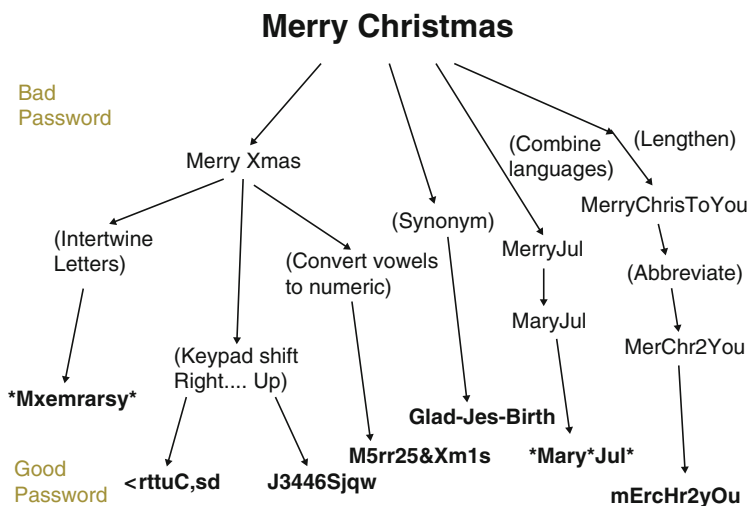 Merry Christmas
Bad
Password
(Combine
languages)
(Lengthen)
Merry Xmas
MerryChrisToYou
(Intertwine
Letters)
(Synonym)
(Convert vowels
to numeric)
MerryJul
(Abbreviate)
MaryJul
(Keypad shift
Right.... Up)
MerChr2You
*Mxemrarsy*
Glad-Jes-Birth
M5rr25&Xm1s
*Mary*Jul*
Good
Password
<rttuC,sd
J3446Sjqw
mErcHr2yOu